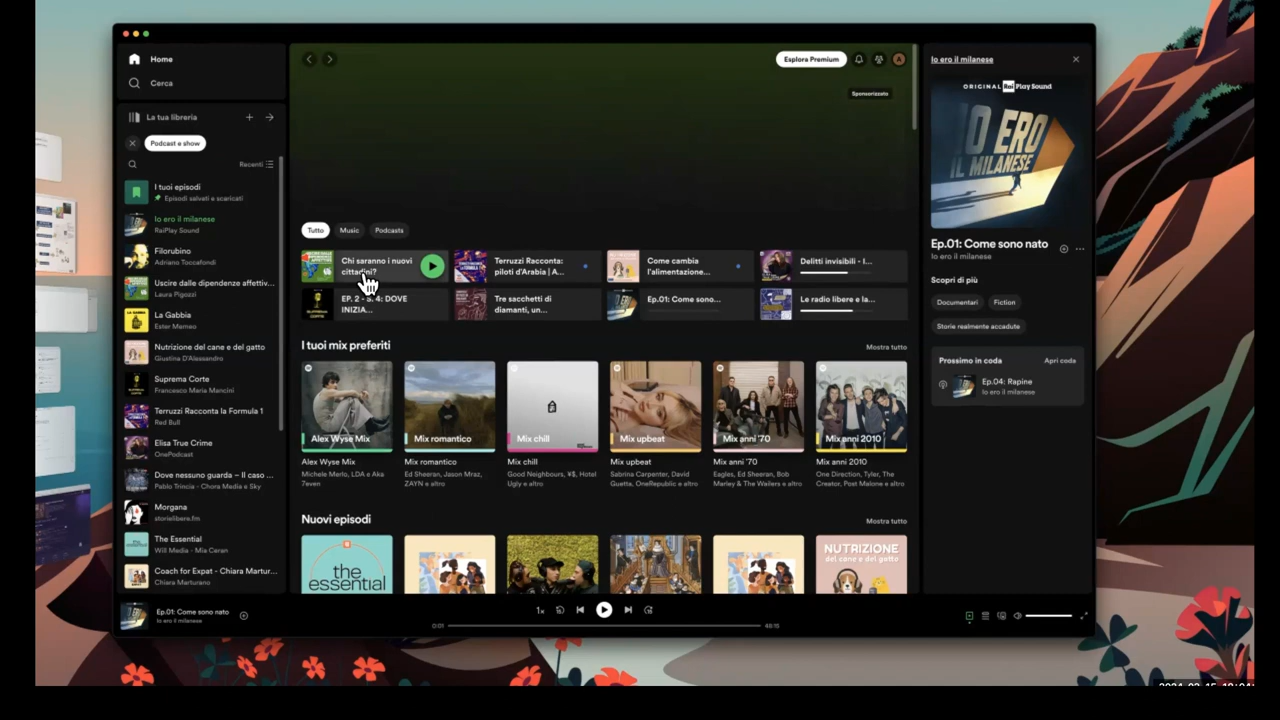 Home
Cerca
La tua libreria
Podcast e show
Recenti
I tuoi episodi
Episodi salvati e scaricati
Io ero il milanese
RaiPlay Sound
Filorubino
Adriano Toccafondi
Uscire dalle dipendenze affettiv...
Laura Pigozzi
La Gabbia
Ester Memeo
Nutrizione del cane e del gatto
Giustina D'Alessandro
Suprema Corte
Francesco Maria Mancini
Terruzzi Racconta la Formula 1
Red Bull
Elisa True Crime
OnePodcast
Dove nessuno guarda – Il caso ...
Pablo Trincia - Chora Media e Sky
Morgana
storielibere.fm
The Essential
Will Media - Mia Ceran
Coach for Expat - Chiara Martur...
Chiara Marturano
Esplora Premium
Sponsorizzato
Tutto
Music
Podcasts
Chi saranno i nuovi
cittadini?
Terruzzi Racconta:
piloti d'Arabia | A...
Come cambia
l'alimentazione...
Delitti invisibili - I...
EP. 2 - S. 4: DOVE
INIZIA...
Tre sacchetti di
diamanti, un...
Ep.01: Come sono...
Le radio libere e la...
I tuoi mix preferiti
Mostra tutto
Alex Wyse Mix
Mix romantico
Mix chill
Mix upbeat
Mix anni '70
Mix anni 2010
Alex Wyse Mix
Michele Merlo, LDA e Aka
7even
Mix romantico
Ed Sheeran, Jason Mraz,
ZAYN e altro
Mix chill
Good Neighbours, ¥$, Hotel
Ugly e altro
Mix upbeat
Sabrina Carpenter, David
Guetta, OneRepublic e altro
Mix anni '70
Eagles, Ed Sheeran, Bob
Marley & The Wailers e altro
Mix anni 2010
One Direction, Tyler, The
Creator, Post Malone e altro
Nuovi episodi
Mostra tutto
the
essential
NUTRIZIONE
del cane e del gatto
Io ero il milanese
ORIGINAL Rai Play Sound
IO ERO
IL MILANESE
Ep.01: Come sono nato
Io ero il milanese
Scopri di più
Documentari
Fiction
Storie realmente accadute
Prossimo in coda
Apri coda
Ep.04: Rapine
Io ero il milanese
Ep.01: Come sono nato
Io ero il milanese
1x
0:01
48:15